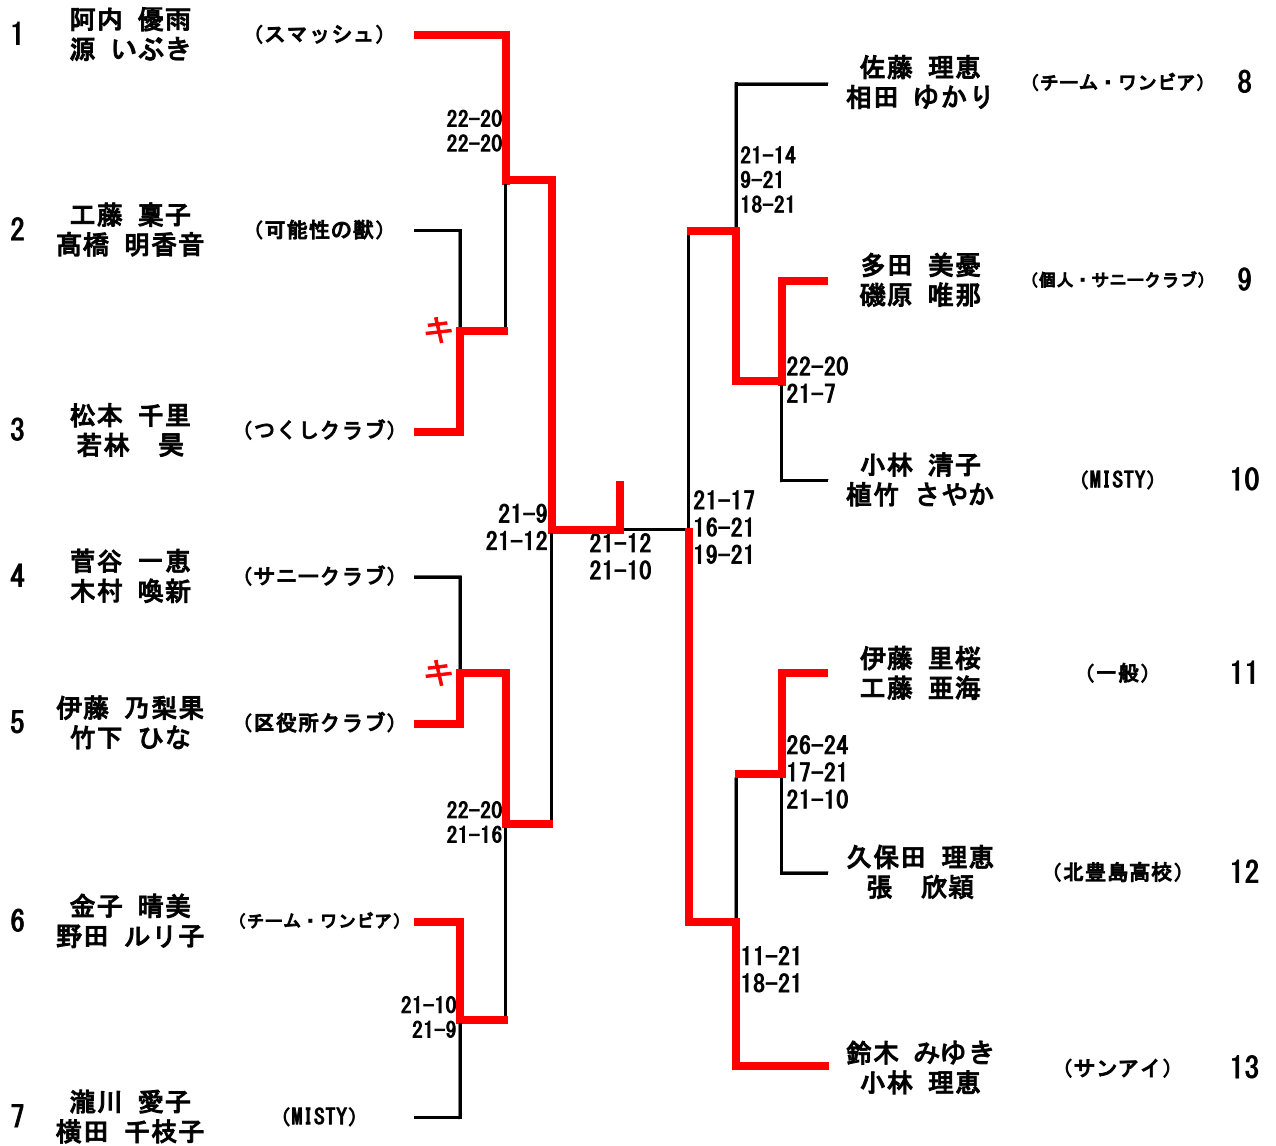 1
阿内 優雨
源 いぶき
(スマッシュ)
22-20
22-20
2
工藤 稟子
髙橋 明香音
(可能性の獣)
キ
3
松本 千里
若林 昊
(つくしクラブ)
21-9
21-12
4
菅谷 一恵
木村 喚新
(サニークラブ)
キ
5
伊藤 乃梨果
竹下 ひな
(区役所クラブ)
22-20
21-16
6
金子 晴美
野田 ルリ子
(チーム・ワンピア)
21-10
21-9
7
瀧川 愛子
横田 千枝子
(MISTY)
21-12
21-10
佐藤 理恵
相田 ゆかり
(チーム・ワンピア)
8
21-14
9-21
18-21
多田 美憂
磯原 唯那
(個人・サニークラブ)
9
22-20
21-7
小林 清子
植竹 さやか
(MISTY)
10
21-17
16-21
19-21
伊藤 里桜
工藤 亜海
(一般)
11
26-24
17-21
21-10
久保田 理恵
張 欣穎
(北豊島高校)
12
11-21
18-21
鈴木 みゆき
小林 理恵
(サンアイ)
13